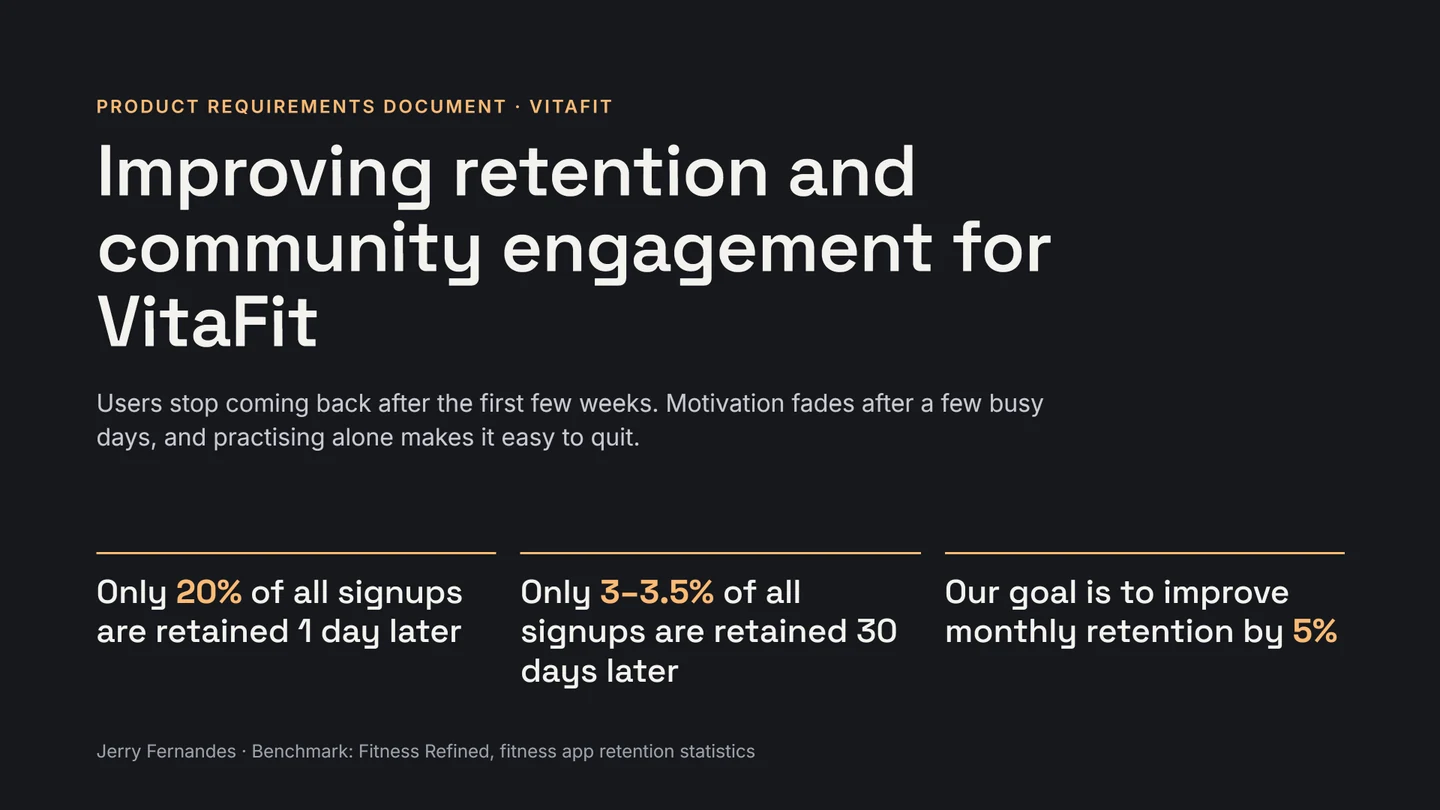 PRODUCT REQUIREMENTS DOCUMENT · VITAFIT
Improving retention and
community engagement for
VitaFit
Users stop coming back after the first few weeks. Motivation fades after a few busy
days, and practising alone makes it easy to quit.
Only 20% of all signups
are retained 1 day later
Only 3–3.5% of all
signups are retained 30
days later
Our goal is to improve
monthly retention by 5%
Jerry Fernandes · Benchmark: Fitness Refined, fitness app retention statistics